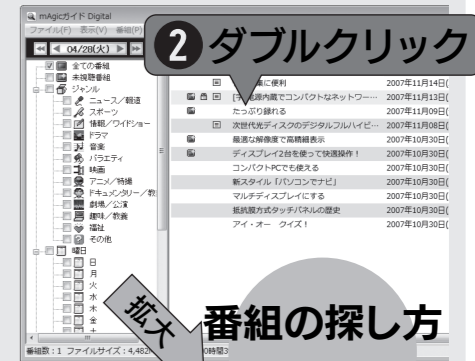 mAgicガイド Digital
ファイル(F) 表示(V) 番組(P)
04/28(火)
2 ダブルクリック
全ての番組
未視聴番組
ジャンル
ニュース／報道
スポーツ
情報／ワイドショー
ドラマ
音楽
バラエティ
映画
アニメ／特撮
ドキュメンタリー／教
劇場／公演
趣味／教養
福祉
その他
曜日
日
月
火
水
木
金
土
集に便利 2007年11月14日(
電源内蔵でコンパクトなネットワー… 2007年11月13日(
たっぷり録れる 2007年11月09日(
次世代光ディスクのデジタルフルハイビ… 2007年11月08日(
最適な解像度で高精細表示 2007年10月30日(
ディスプレイ2台を使って快適操作！ 2007年10月30日(
コンパクトPCでも使える 2007年10月30日(
新スタイル「パソコンでナビ」 2007年10月30日(
マルチディスプレイにする 2007年10月30日(
抵抗膜方式タッチパネルの歴史 2007年10月30日(
アイ・オー クイズ！ 2007年10月30日(
拡大
番組の探し方
番組数：1 ファイルサイズ：4,482
0時間3